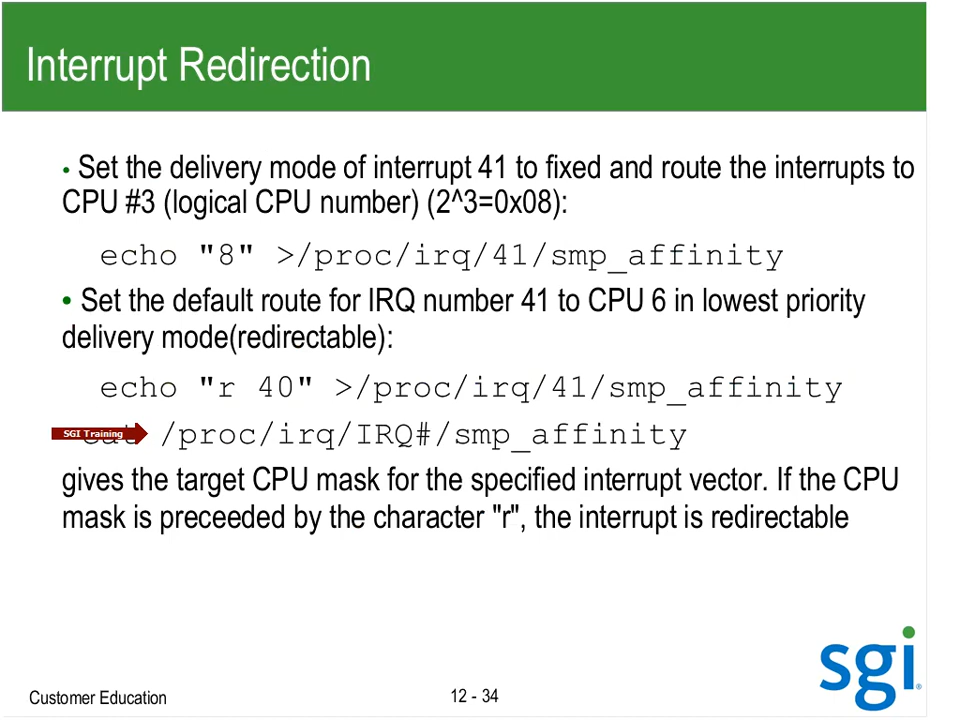 Interrupt Redirection
• Set the delivery mode of interrupt 41 to fixed and route the interrupts to
CPU #3 (logical CPU number) (2^3=0x08):
echo "8" >/proc/irq/41/smp_affinity
• Set the default route for IRQ number 41 to CPU 6 in lowest priority
delivery mode(redirectable):
echo "r 40" >/proc/irq/41/smp_affinity
SGI Training
cat /proc/irq/IRQ#/smp_affinity
gives the target CPU mask for the specified interrupt vector. If the CPU
mask is preceeded by the character "r", the interrupt is redirectable
sgi®
Customer Education
12 - 34